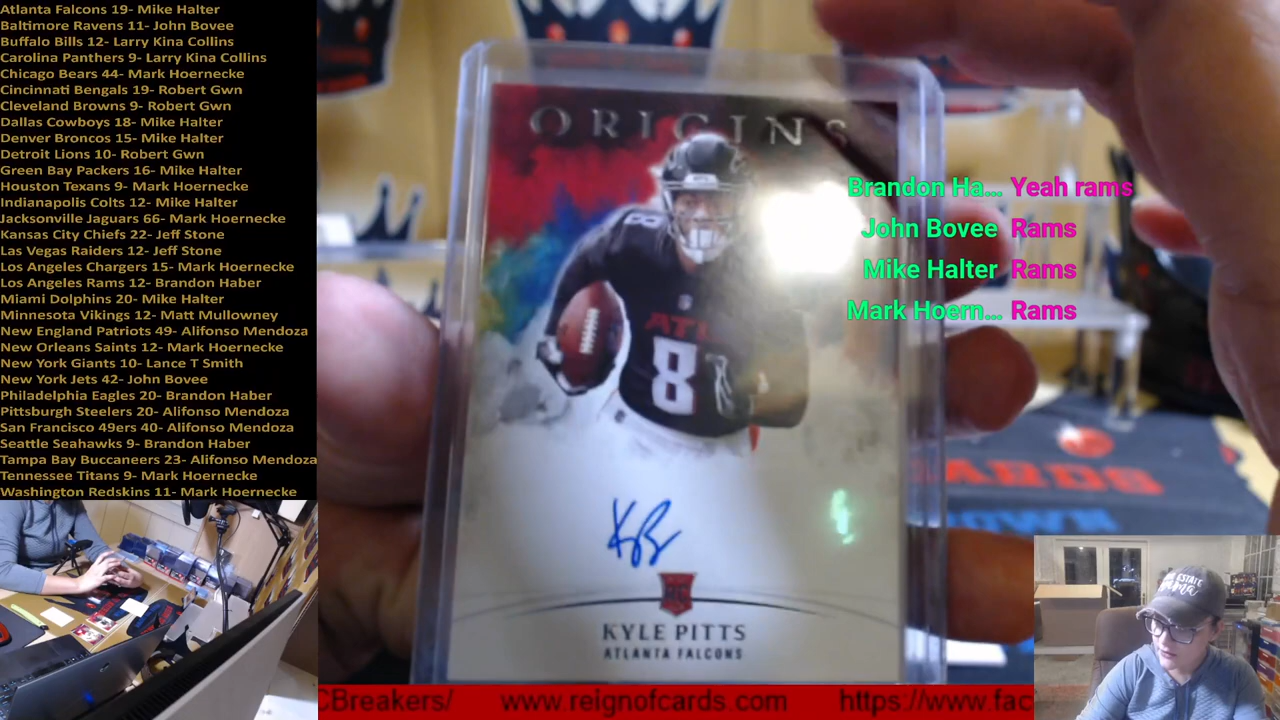 Atlanta Falcons 19- Mike Halter
Baltimore Ravens 11- John Bovee
Buffalo Bills 12- Larry Kina Collins
Carolina Panthers 9- Larry Kina Collins
Chicago Bears 44- Mark Hoernecke
Cincinnati Bengals 19- Robert Gwn
Cleveland Browns 9- Robert Gwn
Dallas Cowboys 18- Mike Halter
Denver Broncos 15- Mike Halter
Detroit Lions 10- Robert Gwn
Green Bay Packers 16- Mike Halter
Houston Texans 9- Mark Hoernecke
Indianapolis Colts 12- Mike Halter
Jacksonville Jaguars 66- Mark Hoernecke
Kansas City Chiefs 22- Jeff Stone
Las Vegas Raiders 12- Jeff Stone
Los Angeles Chargers 15- Mark Hoernecke
Los Angeles Rams 12- Brandon Haber
Miami Dolphins 20- Mike Halter
Minnesota Vikings 12- Matt Mullowney
New England Patriots 49- Alifonso Mendoza
New Orleans Saints 12- Mark Hoernecke
New York Giants 10- Lance T Smith
New York Jets 42- John Bovee
Philadelphia Eagles 20- Brandon Haber
Pittsburgh Steelers 20- Alifonso Mendoza
San Francisco 49ers 40- Alifonso Mendoza
Seattle Seahawks 9- Brandon Haber
Tampa Bay Buccaneers 23- Alifonso Mendoza
Tennessee Titans 9- Mark Hoernecke
Washington Redskins 11- Mark Hoernecke
ORIGINS
8
ATL
8
KYLE PITTS
ATLANTA FALCONS
Brandon Ha... Yeah rams
John Bovee Rams
Mike Halter Rams
Mark Hoern... Rams
CARDS
CBreakers/ www.reignofcards.com https://www.fac